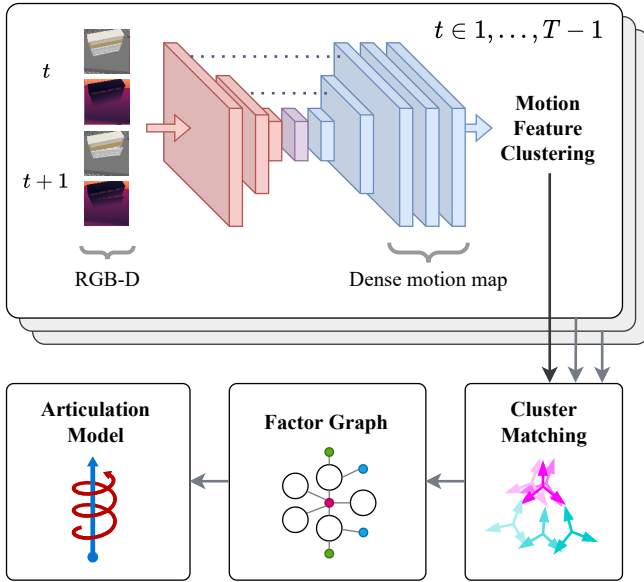 t ∈ 1, . . . , T − 1
t
t + 1
Motion
Feature
Clustering
RGB-D
Dense motion map
Articulation
Model
Factor Graph
Cluster
Matching